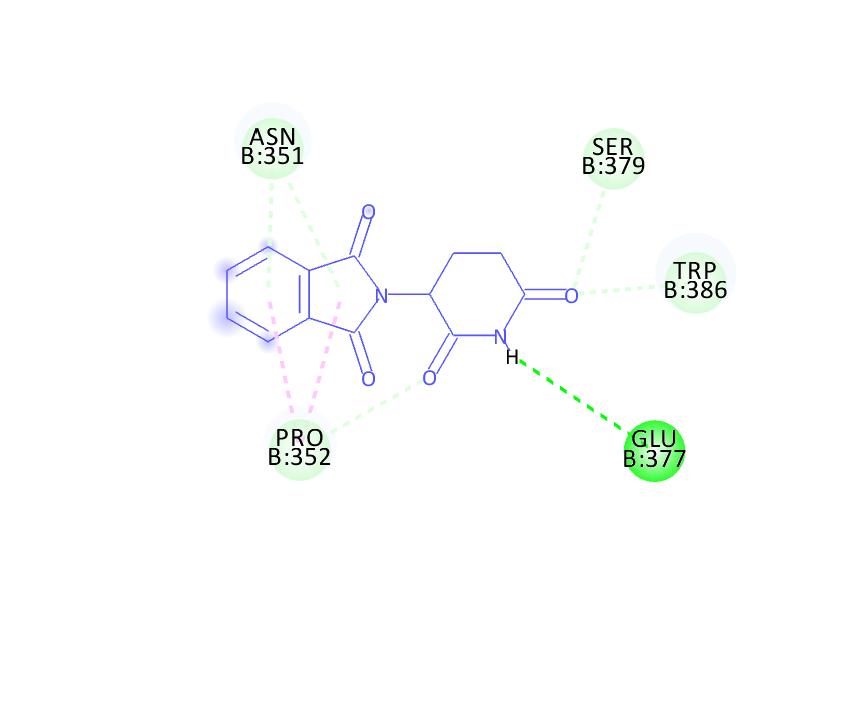 ASN
B:351
SER
B:379
O
TRP
B:386
N
O
N
H
O
O
PRO
B:352
GLU
B:377